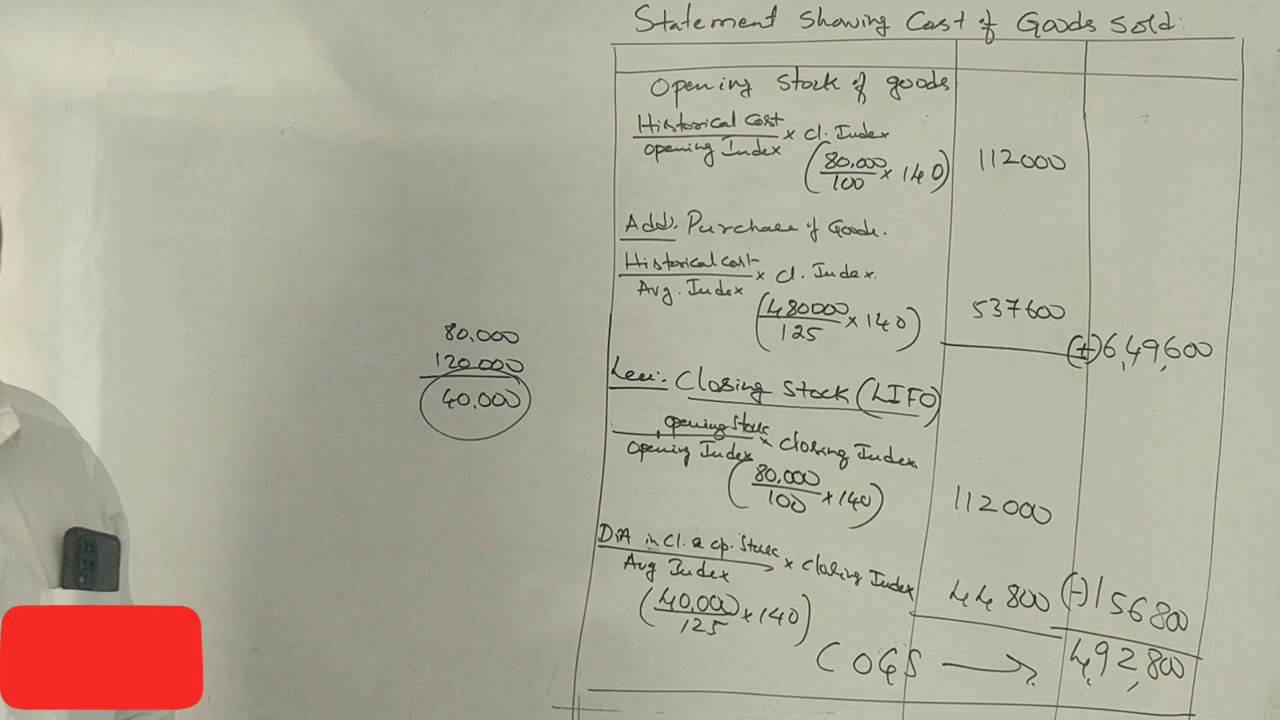 Statement Showing Cost of Goods Sold:
Opening Stock of goods
Historical Cost / opening Index × cl. Index
(80,000 / 100 × 140) 112000
Add: Purchase of Goods.
Historical cost / Avg. Index × cl. Index.
(480000 / 125 × 140) 537600 (+) 6,49,600
80,000
120,000
40,000
Less: Closing Stock (LIFO)
opening Stock / Opening Index × closing Index
(80,000 / 100 × 140) 112000
Diff in Cl. & op. Stock / Avg Index × closing Index
(40,000 / 125 × 140) 44800 (-) 156800
COGS → 4,92,800